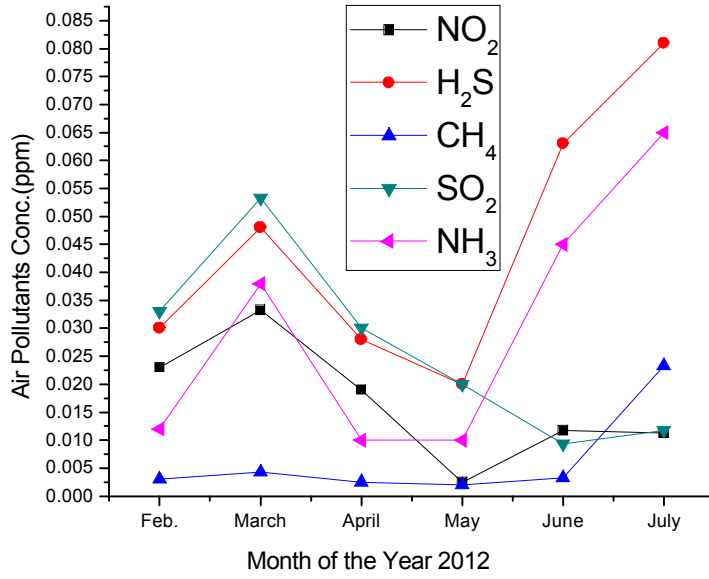 0.085
0.080
0.075
0.070
0.065
0.060
0.055
0.050
0.045
0.040
0.035
0.030
0.025
0.020
0.015
0.010
0.005
0.000
Air Pollutants Conc.(ppm)
NO₂
H₂S
CH₄
SO₂
NH₃
Feb. March April May June July
Month of the Year 2012